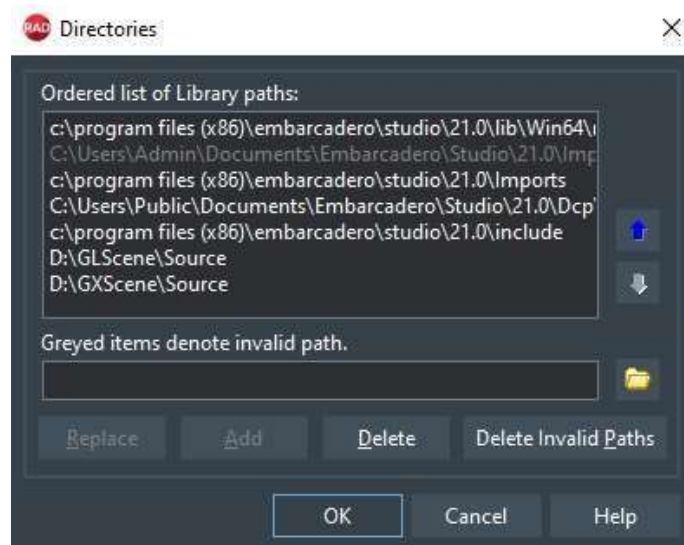 RAD Directories
Ordered list of Library paths:
c:\program files (x86)\embarcadero\studio\21.0\lib\Win64\
C:\Users\Admin\Documents\Embarcadero\Studio\21.0\Imp
c:\program files (x86)\embarcadero\studio\21.0\Imports
C:\Users\Public\Documents\Embarcadero\Studio\21.0\Dcp
c:\program files (x86)\embarcadero\studio\21.0\include
D:\GLScene\Source
D:\GXScene\Source
Greyed items denote invalid path.
Replace Add Delete Delete Invalid Paths
OK Cancel Help